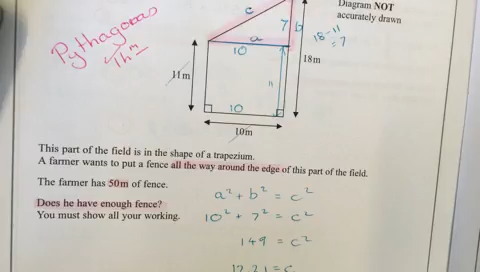 Diagram NOT
accurately drawn
Pythagoras
Thm
c
7
b
a
10
18-11
= 7
18m
11m
11
10
10m
This part of the field is in the shape of a trapezium.
A farmer wants to put a fence all the way around the edge of this part of the field.
The farmer has 50m of fence.
Does he have enough fence?
You must show all your working.
a² + b² = c²
10² + 7² = c²
149 = c²
12.21 = c